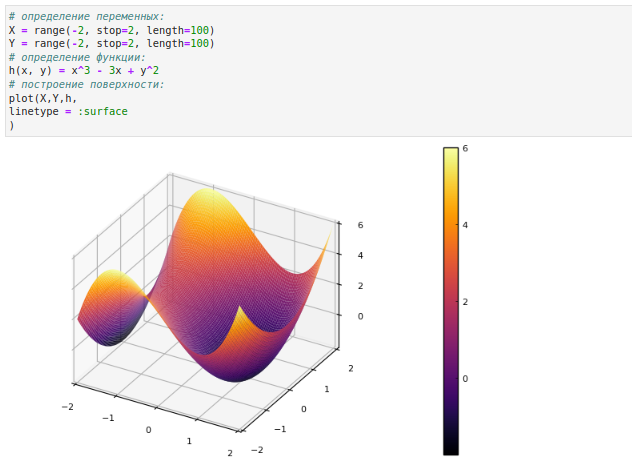 # определение переменных:
X = range(-2, stop=2, length=100)
Y = range(-2, stop=2, length=100)
# определение функции:
h(x, y) = x^3 - 3x + y^2
# построение поверхности:
plot(X,Y,h,
linetype = :surface
)
6
4
2
0
6
4
2
0
−2
−1
0
1
2
−2
−1
0
1
2